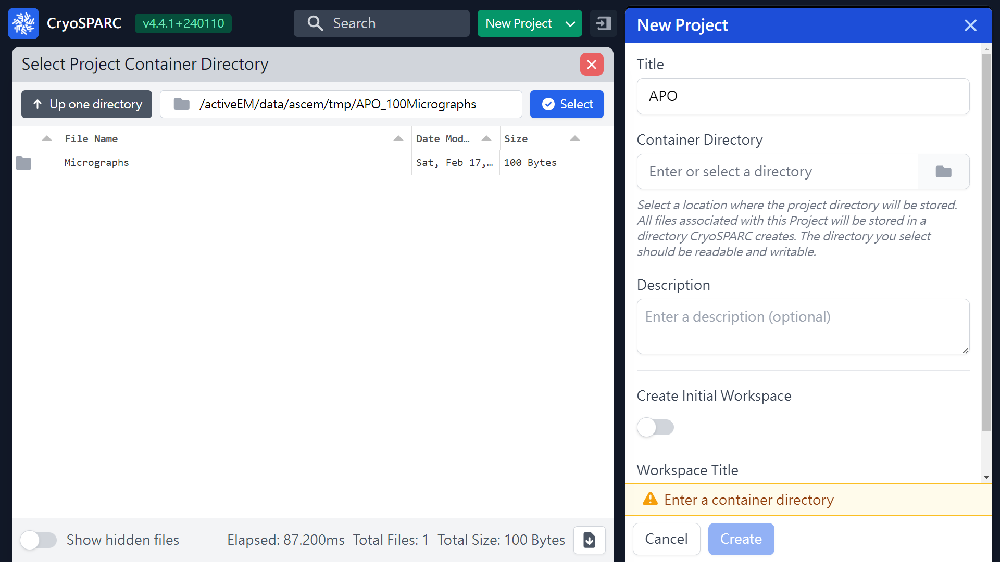 CryoSPARC
v4.4.1+240110
Search
New Project
Select Project Container Directory
Up one directory
/activeEM/data/ascem/tmp/APO_100Micrographs
Select
File Name
Date Mod…
Size
Micrographs
Sat, Feb 17,…
100 Bytes
Show hidden files
Elapsed: 87.200ms
Total Files: 1
Total Size: 100 Bytes
New Project
Title
APO
Container Directory
Enter or select a directory
Select a location where the project directory will be stored.
All files associated with this Project will be stored in a
directory CryoSPARC creates. The directory you select
should be readable and writable.
Description
Enter a description (optional)
Create Initial Workspace
Workspace Title
Enter a container directory
Cancel
Create